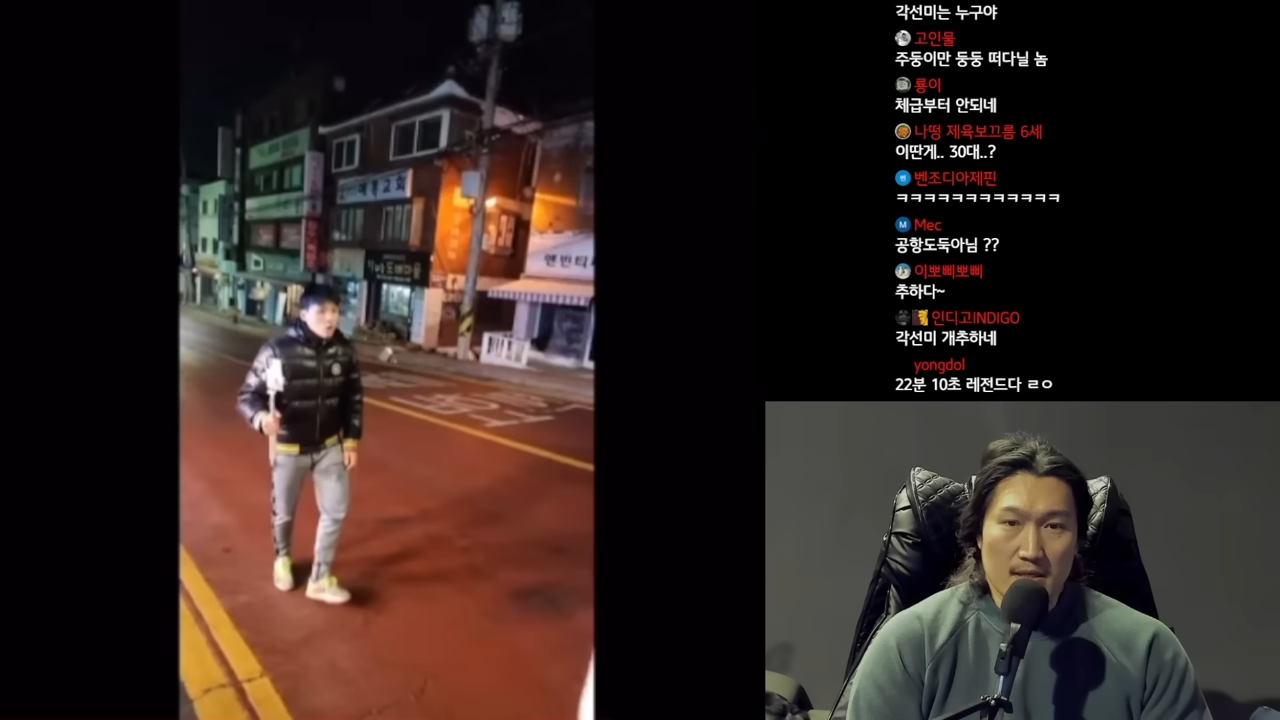 각선미는 누구야
고인물
주둥이만 둥둥 떠다닐 놈
룡이
체급부터 안되네
나떵 제육보끄름 6세
이딴게.. 30대..?
벤조디아제핀
ㅋㅋㅋㅋㅋㅋㅋㅋㅋㅋㅋㅋ
Mec
공항도둑아님 ??
이뽀삐뽀삐
추하다~
인디고INDIGO
각선미 개추하네
yongdol
22분 10초 레전드다 ㄹㅇ